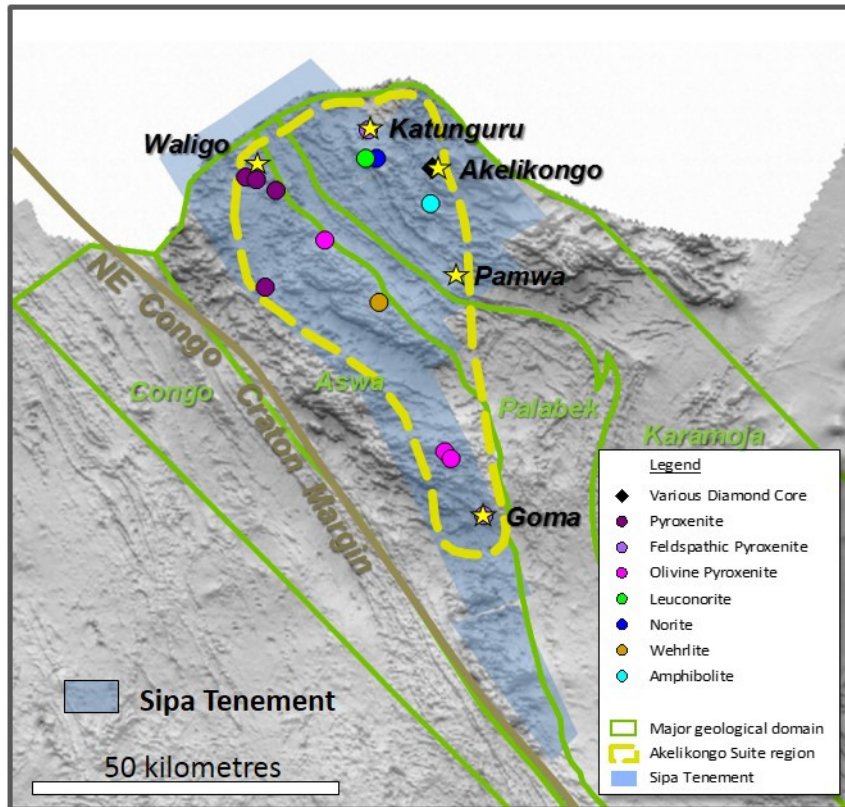 Waligo
Katunguru
Akelikongo
Pamwa
NE Congo Craton Margin
Congo
Aswa
Palabek
Karamoja
Goma
Legend
Various Diamond Core
Pyroxenite
Feldspathic Pyroxenite
Olivine Pyroxenite
Leuconorite
Norite
Wehrlite
Amphibolite
Major geological domain
Akelikongo Suite region
Sipa Tenement
Sipa Tenement
50 kilometres